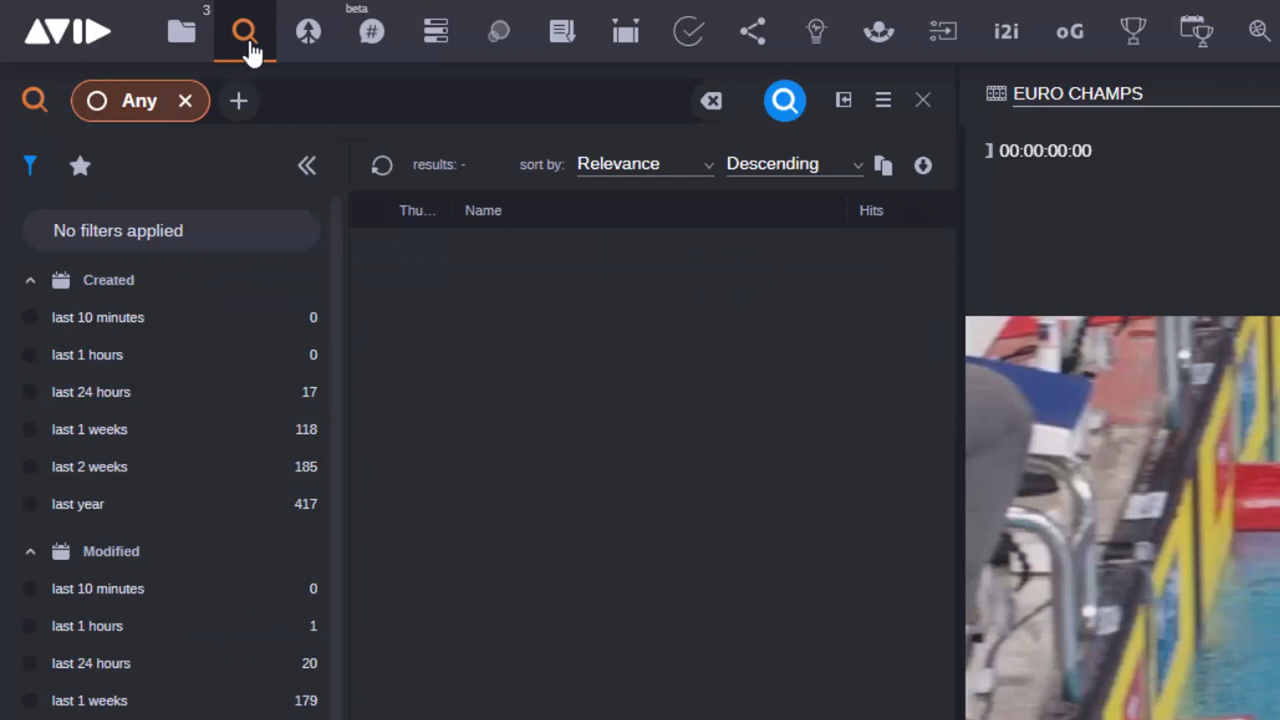 AVID
3
beta
#
i2i
oG
Any
EURO CHAMPS
] 00:00:00:00
results: -
sort by:
Relevance
Descending
Thu...
Name
Hits
No filters applied
Created
last 10 minutes 0
last 1 hours 0
last 24 hours 17
last 1 weeks 118
last 2 weeks 185
last year 417
Modified
last 10 minutes 0
last 1 hours 1
last 24 hours 20
last 1 weeks 179